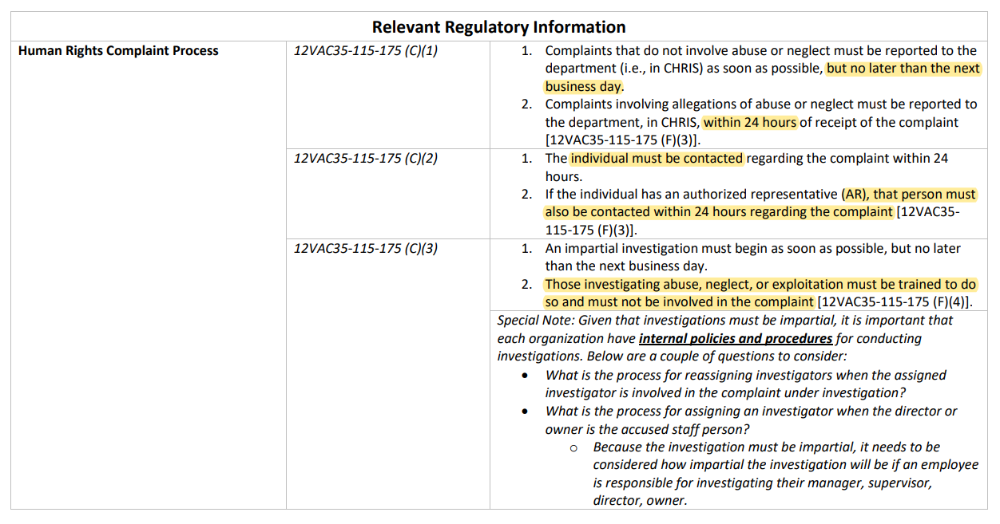 Relevant Regulatory Information
Human Rights Complaint Process
12VAC35-115-175 (C)(1)
1. Complaints that do not involve abuse or neglect must be reported to the
department (i.e., in CHRIS) as soon as possible, but no later than the next
business day.
2. Complaints involving allegations of abuse or neglect must be reported to
the department, in CHRIS, within 24 hours of receipt of the complaint
[12VAC35-115-175 (F)(3)].
12VAC35-115-175 (C)(2)
1. The individual must be contacted regarding the complaint within 24
hours.
2. If the individual has an authorized representative (AR), that person must
also be contacted within 24 hours regarding the complaint [12VAC35-
115-175 (F)(3)].
12VAC35-115-175 (C)(3)
1. An impartial investigation must begin as soon as possible, but no later
than the next business day.
2. Those investigating abuse, neglect, or exploitation must be trained to do
so and must not be involved in the complaint [12VAC35-115-175 (F)(4)].
Special Note: Given that investigations must be impartial, it is important that
each organization have internal policies and procedures for conducting
investigations. Below are a couple of questions to consider:
• What is the process for reassigning investigators when the assigned
investigator is involved in the complaint under investigation?
• What is the process for assigning an investigator when the director or
owner is the accused staff person?
o Because the investigation must be impartial, it needs to be
considered how impartial the investigation will be if an employee
is responsible for investigating their manager, supervisor,
director, owner.